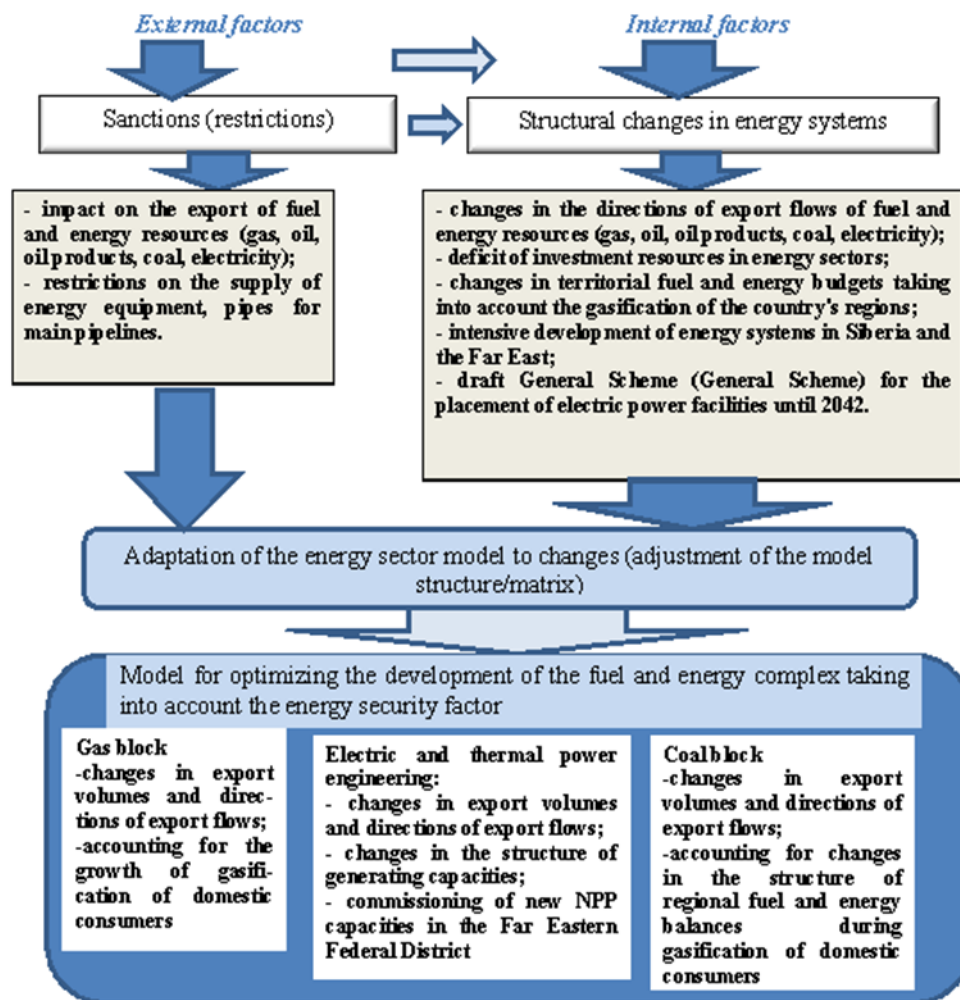 External factors
Internal factors
Sanctions (restrictions)
Structural changes in energy systems
- impact on the export of fuel
and energy resources (gas, oil,
oil products, coal, electricity);
- restrictions on the supply of
energy equipment, pipes for
main pipelines.
- changes in the directions of export flows of fuel and
energy resources (gas, oil, oil products, coal, electricity);
- deficit of investment resources in energy sectors;
- changes in territorial fuel and energy budgets taking
into account the gasification of the country's regions;
- intensive development of energy systems in Siberia and
the Far East;
- draft General Scheme (General Scheme) for the
placement of electric power facilities until 2042.
Adaptation of the energy sector model to changes (adjustment of the model
structure/matrix)
Model for optimizing the development of the fuel and energy complex taking
into account the energy security factor
Gas block
-changes in export
volumes and direc-
tions of export flows;
-accounting for the
growth of gasifi-
cation of domestic
consumers
Electric and thermal power
engineering:
- changes in export volumes
and directions of export flows;
- changes in the structure of
generating capacities;
- commissioning of new NPP
capacities in the Far Eastern
Federal District
Coal block
-changes in export
volumes and directions of
export flows;
-accounting for changes
in the structure of
regional fuel and energy
balances during
gasification of domestic
consumers